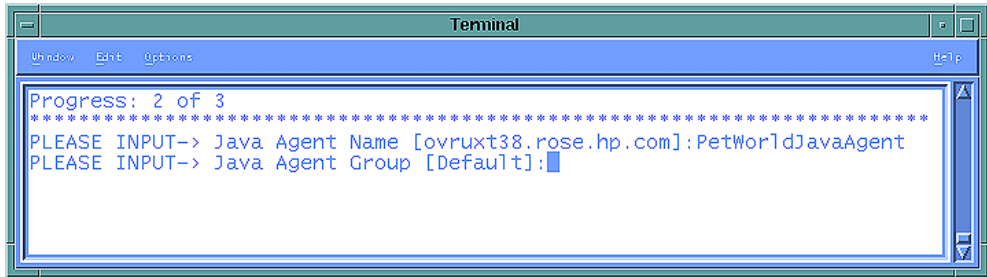 Terminal
Window Edit Options Help
Progress: 2 of 3
*************************************************************************
PLEASE INPUT-> Java Agent Name [ovruxt38.rose.hp.com]:PetWorldJavaAgent
PLEASE INPUT-> Java Agent Group [Default]: